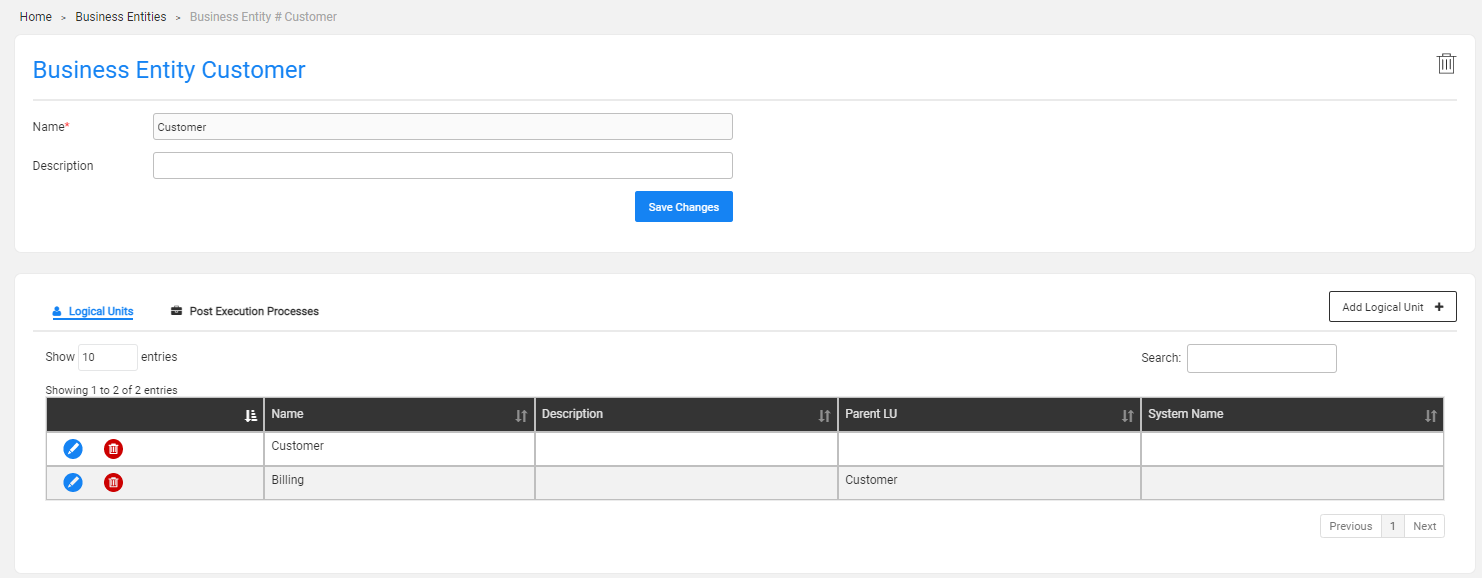 Home > Business Entities > Business Entity # Customer
Business Entity Customer
Name* Customer
Description
Save Changes
Logical Units Post Execution Processes Add Logical Unit +
Show 10 entries Search:
Showing 1 to 2 of 2 entries
Name Description Parent LU System Name
Customer
Billing Customer
Previous 1 Next